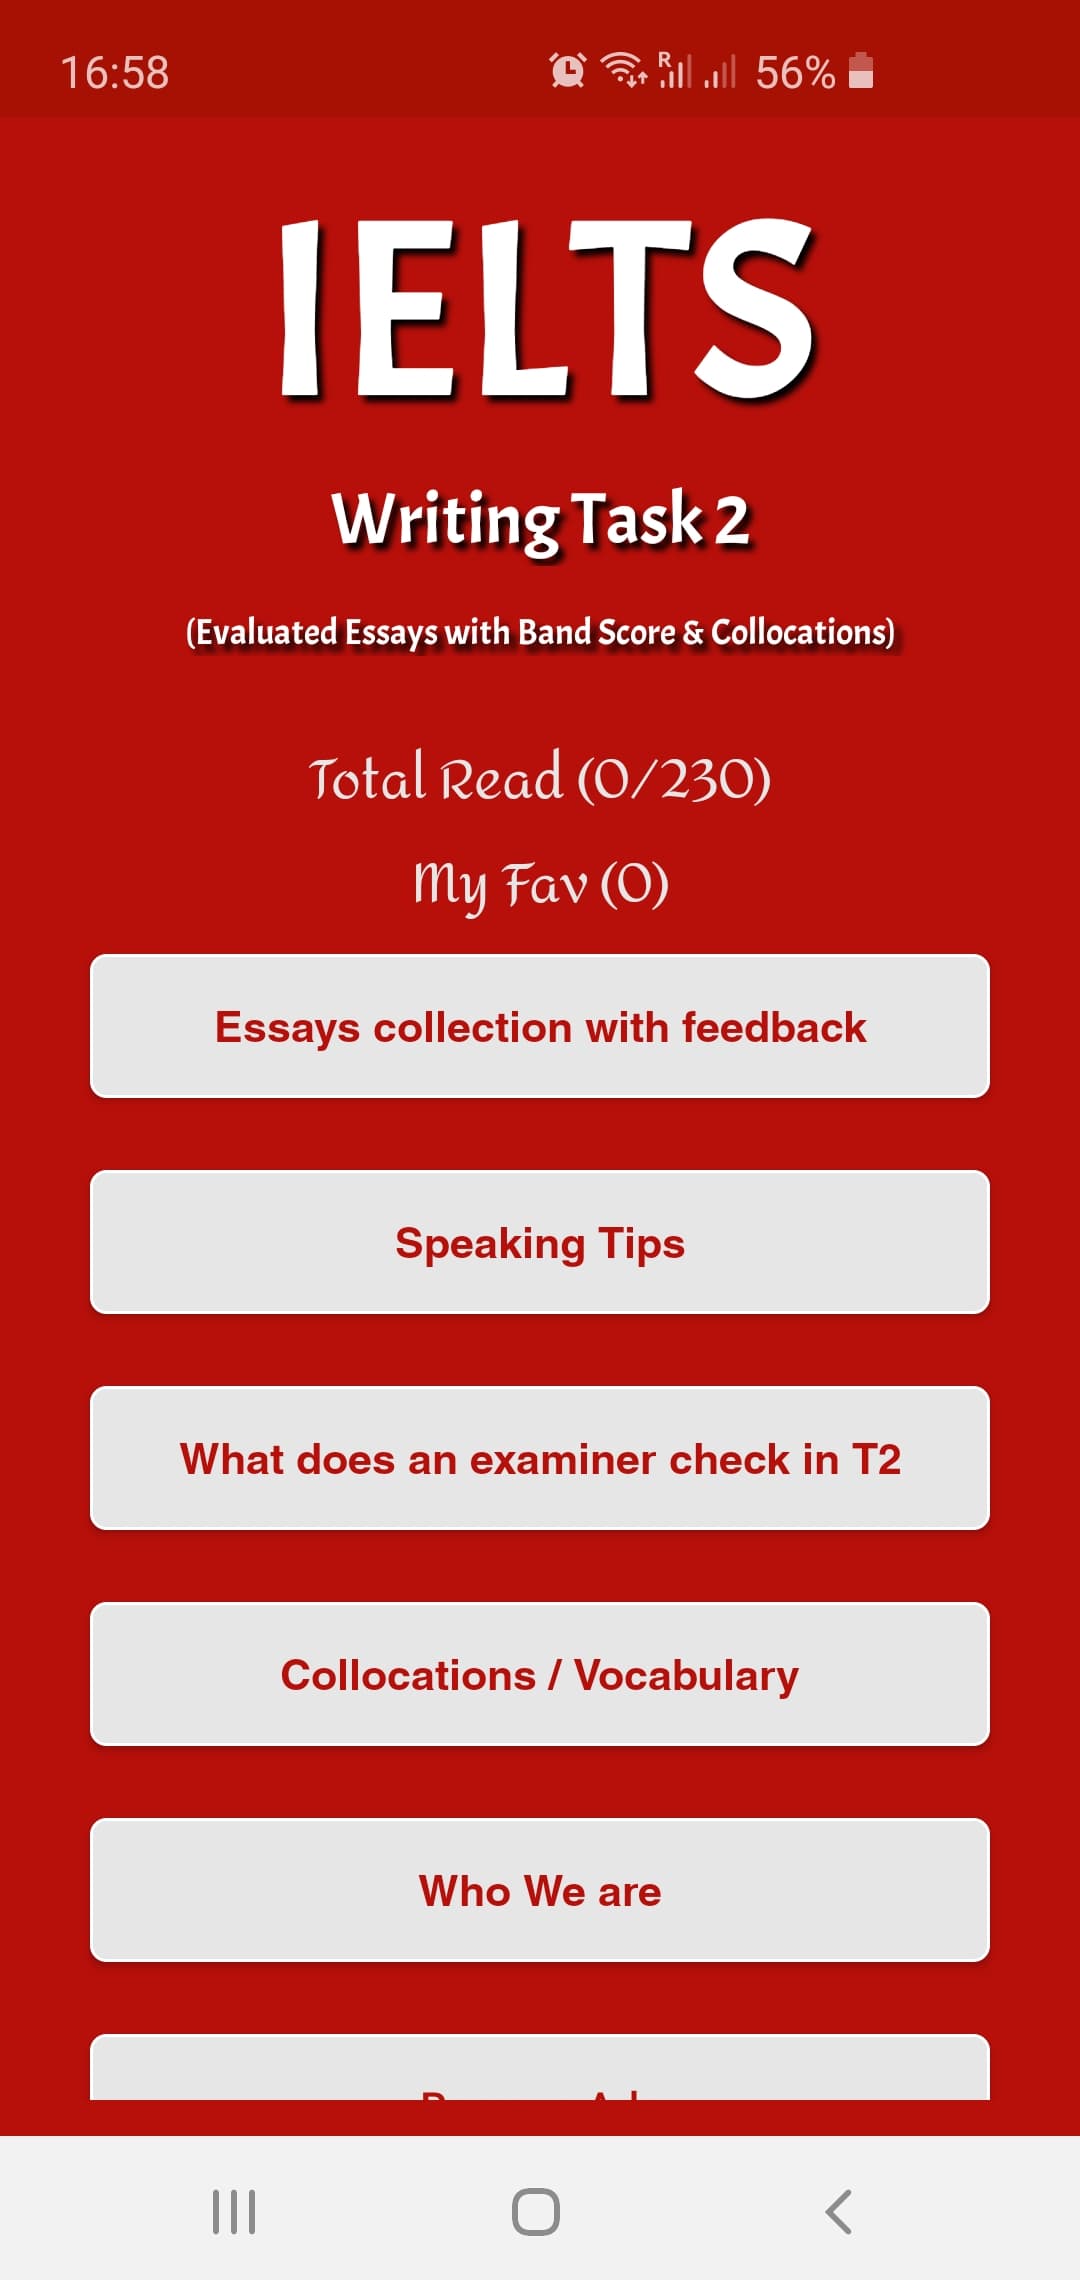 16:58
R 56%
IELTS
Writing Task 2
(Evaluated Essays with Band Score & Collocations)
Total Read (0/230)
My Fav (0)
Essays collection with feedback
Speaking Tips
What does an examiner check in T2
Collocations / Vocabulary
Who We are